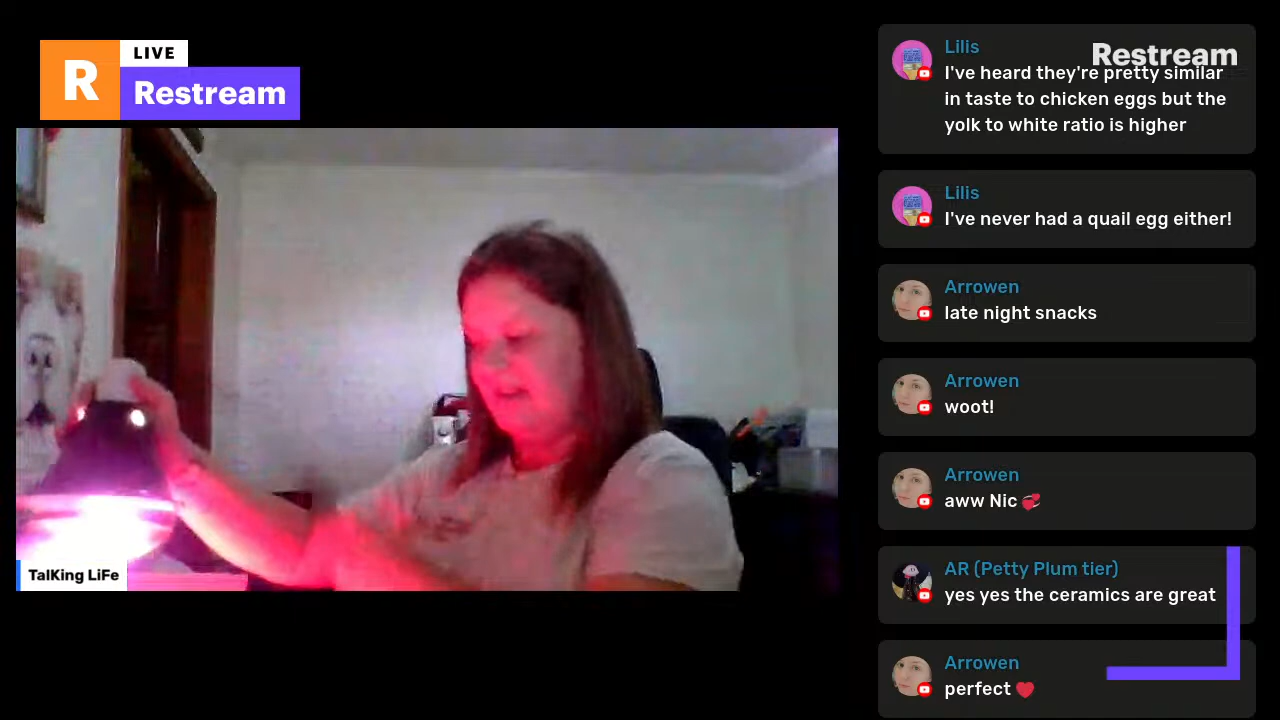 R
LIVE
Restream
TalKing LiFe
Restream
Lilis
I've heard they're pretty similar
in taste to chicken eggs but the
yolk to white ratio is higher
Lilis
I've never had a quail egg either!
Arrowen
late night snacks
Arrowen
woot!
Arrowen
aww Nic 💞
AR (Petty Plum tier)
yes yes the ceramics are great
Arrowen
perfect ❤️